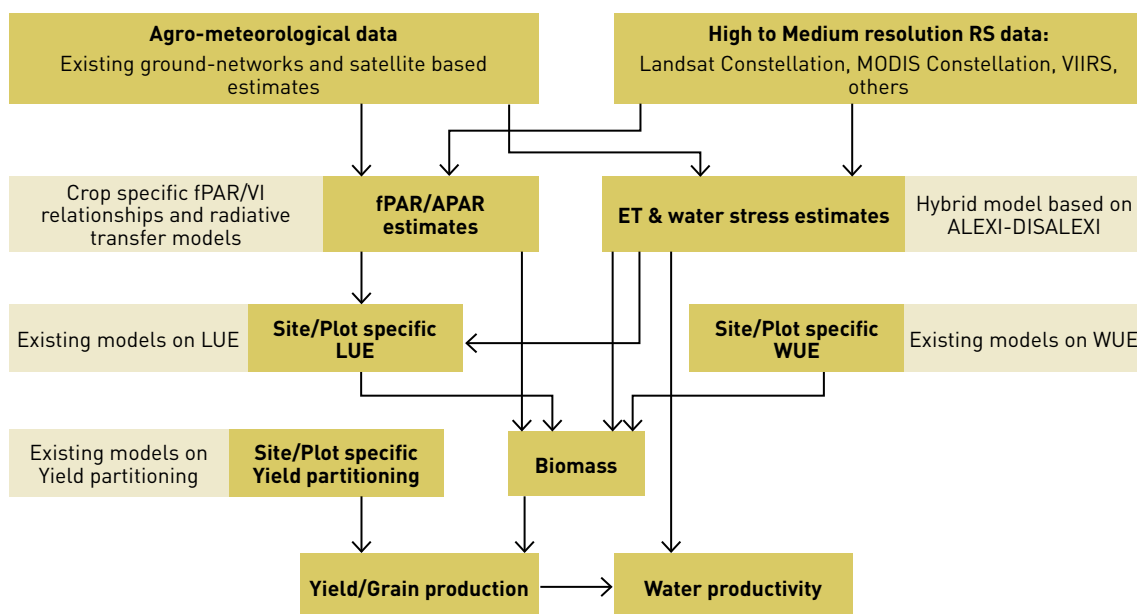 Agro-meteorological data
Existing ground-networks and satellite based
estimates
High to Medium resolution RS data:
Landsat Constellation, MODIS Constellation, VIIRS,
others
Crop specific fPAR/VI
relationships and radiative
transfer models
fPAR/APAR
estimates
ET & water stress estimates
Hybrid model based on
ALEXI-DISALEXI
Existing models on LUE
Site/Plot specific
LUE
Site/Plot specific
WUE
Existing models on WUE
Existing models on
Yield partitioning
Site/Plot specific
Yield partitioning
Biomass
Yield/Grain production
Water productivity